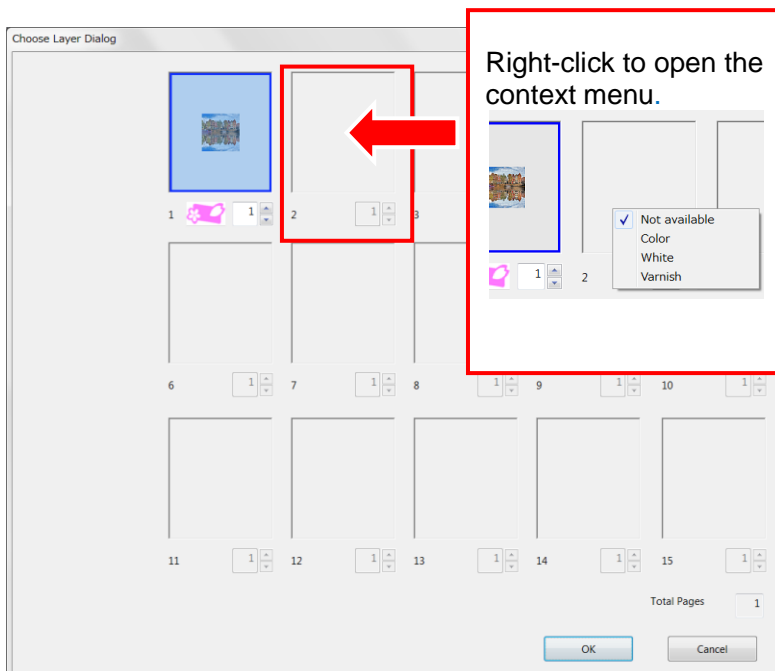 Choose Layer Dialog
Right-click to open the
context menu.
✓ Not available
Color
White
Varnish
1 2
1 1 2 1 3
6 1 7 1 8 1 9 1 10 1
11 1 12 1 13 1 14 1 15 1
Total Pages 1
OK Cancel